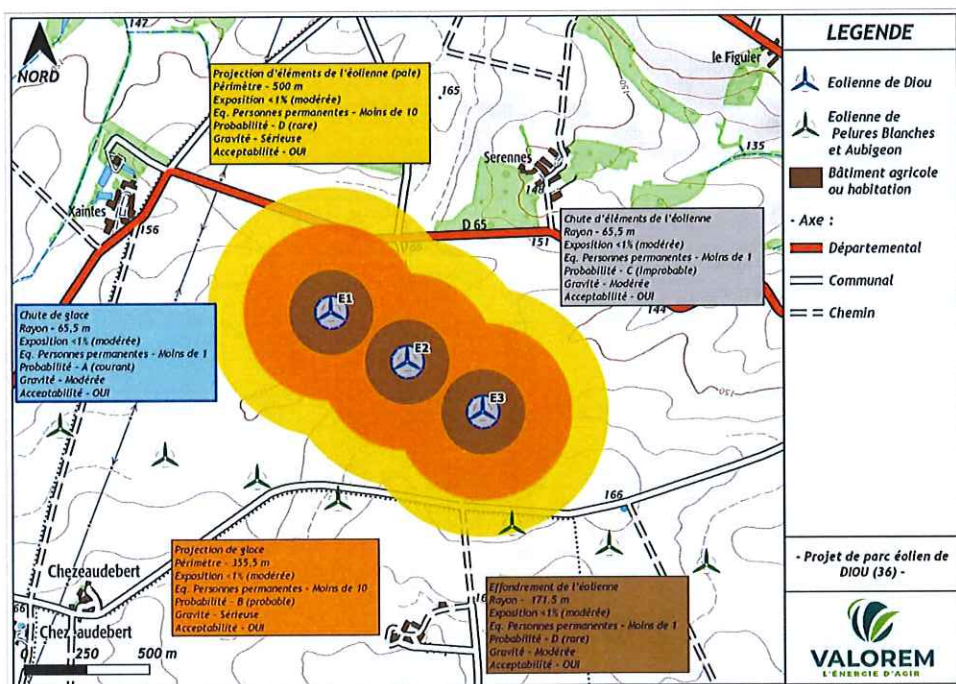 142
NORD
Projection d'éléments de l'éolienne (pale)
Périmètre - 500 m
Exposition <1% (modérée)
Eq. Personnes permanentes - Moins de 10
Probabilité - D (rare)
Gravité - Sérieuse
Acceptabilité - OUI
165
150
le Figuier
135
Serennes
148
Xaintes
156
D 65
151
Chute d'éléments de l'éolienne
Rayon - 65,5 m
Exposition <1% (modérée)
Eq. Personnes permanentes - Moins de 1
Probabilité - C (improbable)
Gravité - Modérée
Acceptabilité - OUI
144
Chute de glace
Rayon - 65,5 m
Exposition <1% (modérée)
Eq. Personnes permanentes - Moins de 1
Probabilité - A (courant)
Gravité - Modérée
Acceptabilité - OUI
E1
E2
E3
150
166
Projection de glace
Périmètre - 355,5 m
Exposition <1% (modérée)
Eq. Personnes permanentes - Moins de 10
Probabilité - B (probable)
Gravité - Sérieuse
Acceptabilité - OUI
Effondrement de l'éolienne
Rayon - 171,5 m
Exposition <1% (modérée)
Eq. Personnes permanentes - Moins de 1
Probabilité - D (rare)
Gravité - Modérée
Acceptabilité - OUI
Chezeaudebert
Chezeaudebert
0 250 500 m
LEGENDE
Eolienne de Diou
Eolienne de
Pelures Blanches
et Aubigeon
Bâtiment agricole
ou habitation
- Axe :
Départemental
Communal
Chemin
- Projet de parc éolien de
DIOU (36) -
VALOREM
L'ÉNERGIE D'AGIR